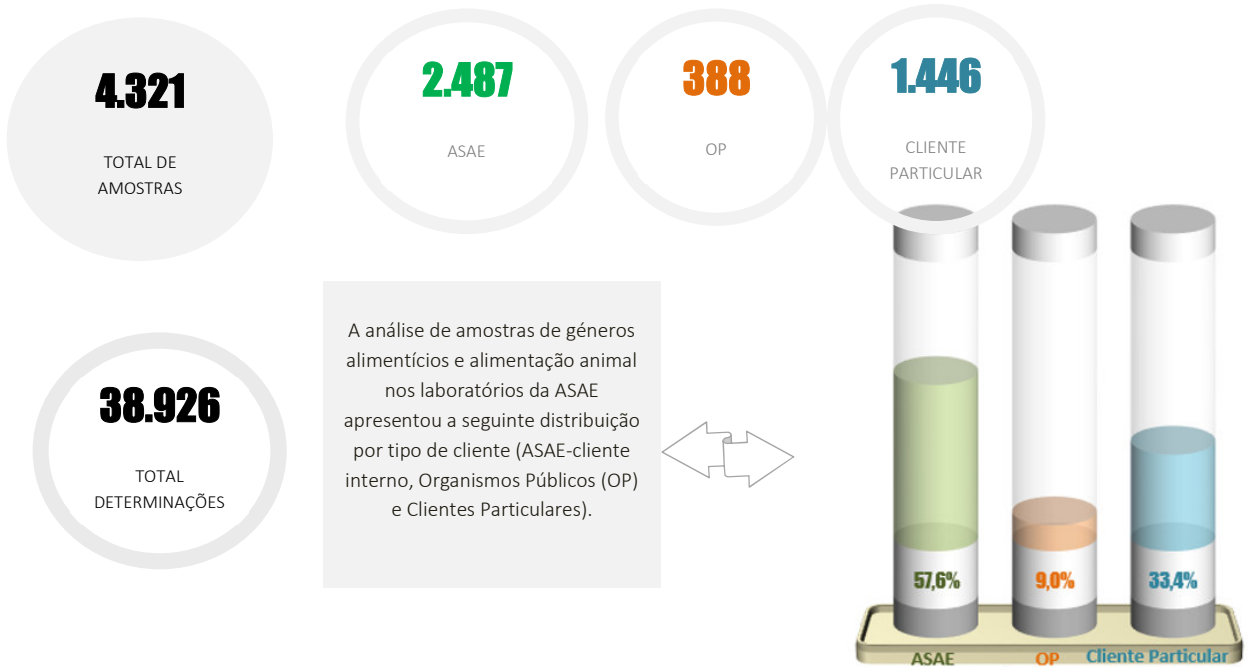 4.321
TOTAL DE
AMOSTRAS
2.487
ASAE
388
OP
1.446
CLIENTE
PARTICULAR
38.926
TOTAL
DETERMINAÇÕES
A análise de amostras de géneros
alimentícios e alimentação animal
nos laboratórios da ASAE
apresentou a seguinte distribuição
por tipo de cliente (ASAE-cliente
interno, Organismos Públicos (OP)
e Clientes Particulares).
57,6%
9,0%
33,4%
ASAE
OP
Cliente Particular